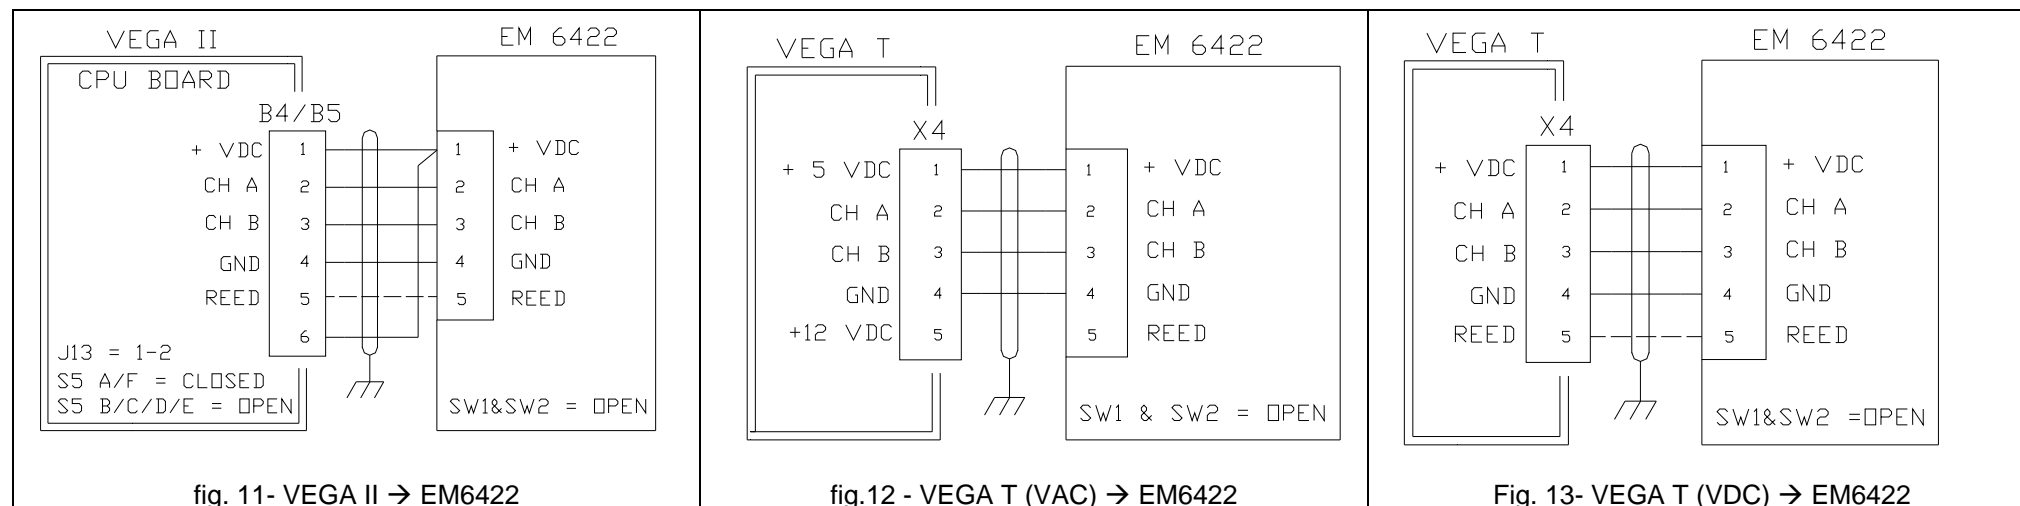 VEGA II
EM 6422
CPU BOARD
B4/B5
+ VDC 1 1 + VDC
CH A 2 2 CH A
CH B 3 3 CH B
GND 4 4 GND
REED 5 5 REED
6
J13 = 1-2
S5 A/F = CLOSED
S5 B/C/D/E = OPEN
SW1&SW2 = OPEN
fig. 11- VEGA II → EM6422
VEGA T
EM 6422
X4
+ 5 VDC 1 1 + VDC
CH A 2 2 CH A
CH B 3 3 CH B
GND 4 4 GND
+12 VDC 5 5 REED
SW1 & SW2 = OPEN
fig.12 - VEGA T (VAC) → EM6422
VEGA T
EM 6422
X4
+ VDC 1 1 + VDC
CH A 2 2 CH A
CH B 3 3 CH B
GND 4 4 GND
REED 5 5 REED
SW1&SW2 =OPEN
Fig. 13- VEGA T (VDC) → EM6422